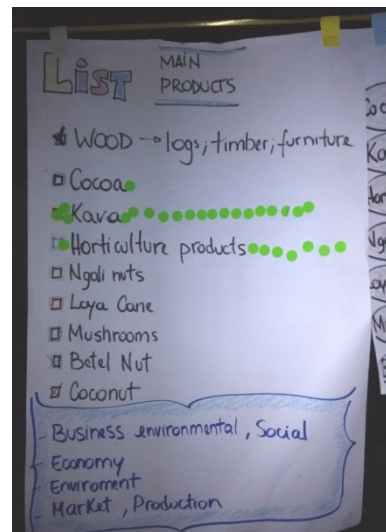 LIST
MAIN
PRODUCTS
WOOD → logs, timber, furniture
Cocoa
Kava
Horticulture products
Ngali nuts
Loya Cane
Mushrooms
Betel Nut
Coconut
- Business environmental, Social
- Economy
- Enviroment
- Market, Production